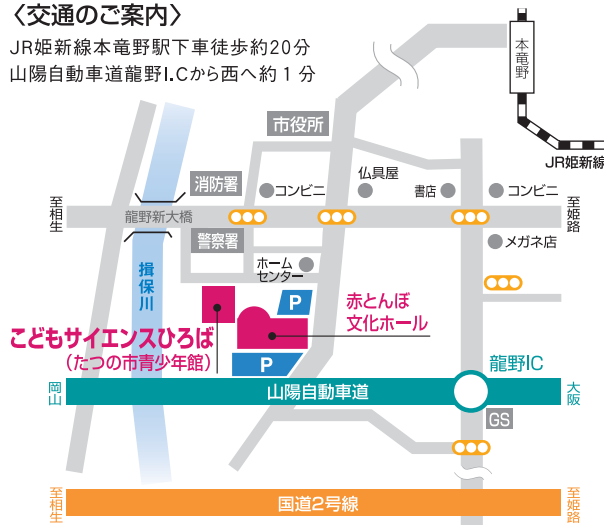 〈交通のご案内〉
JR姫新線本竜野駅下車徒歩約20分
山陽自動車道龍野I.Cから西へ約1分
本竜野
JR姫新線
市役所
消防署
コンビニ
仏具屋
書店
コンビニ
至相生
龍野新大橋
至姫路
警察署
メガネ店
ホーム
センター
揖保川
P
赤とんぼ
文化ホール
こどもサイエンスひろば
(たつの市青少年館)
P
龍野IC
岡山
山陽自動車道
大阪
GS
至相生
国道2号線
至姫路